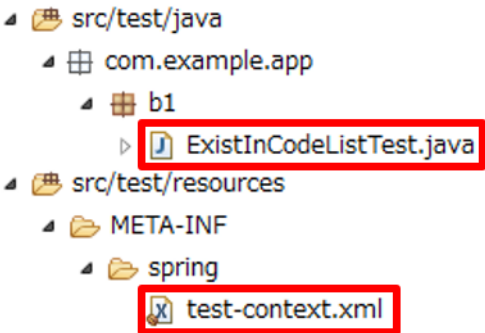 src/test/java
com.example.app
b1
ExistInCodeListTest.java
src/test/resources
META-INF
spring
test-context.xml